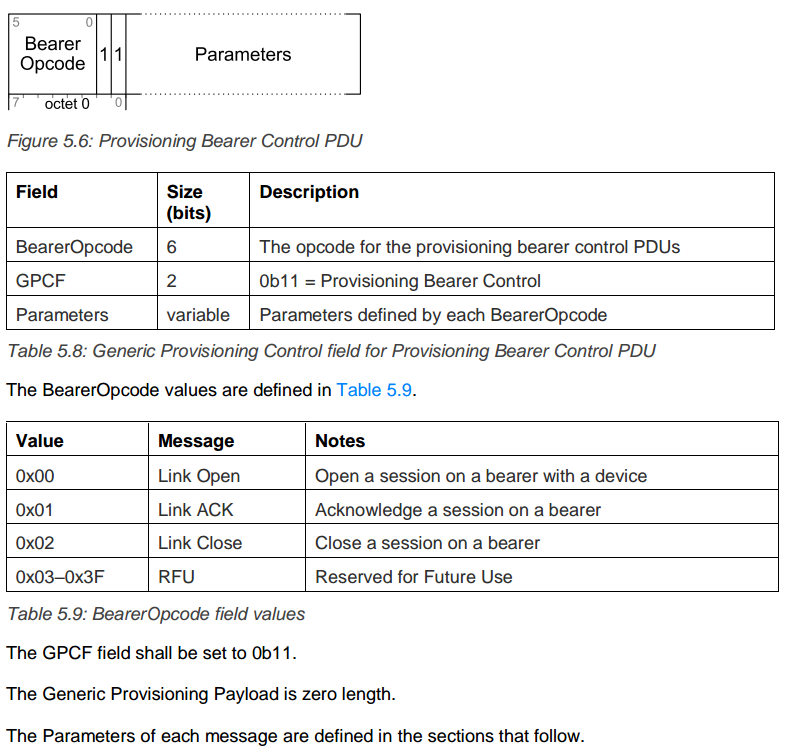 5 0
Bearer
Opcode
1 1
Parameters
7 octet 0 0
Figure 5.6: Provisioning Bearer Control PDU
Field Size (bits) Description
BearerOpcode 6 The opcode for the provisioning bearer control PDUs
GPCF 2 0b11 = Provisioning Bearer Control
Parameters variable Parameters defined by each BearerOpcode
Table 5.8: Generic Provisioning Control field for Provisioning Bearer Control PDU
The BearerOpcode values are defined in Table 5.9.
Value Message Notes
0x00 Link Open Open a session on a bearer with a device
0x01 Link ACK Acknowledge a session on a bearer
0x02 Link Close Close a session on a bearer
0x03–0x3F RFU Reserved for Future Use
Table 5.9: BearerOpcode field values
The GPCF field shall be set to 0b11.
The Generic Provisioning Payload is zero length.
The Parameters of each message are defined in the sections that follow.